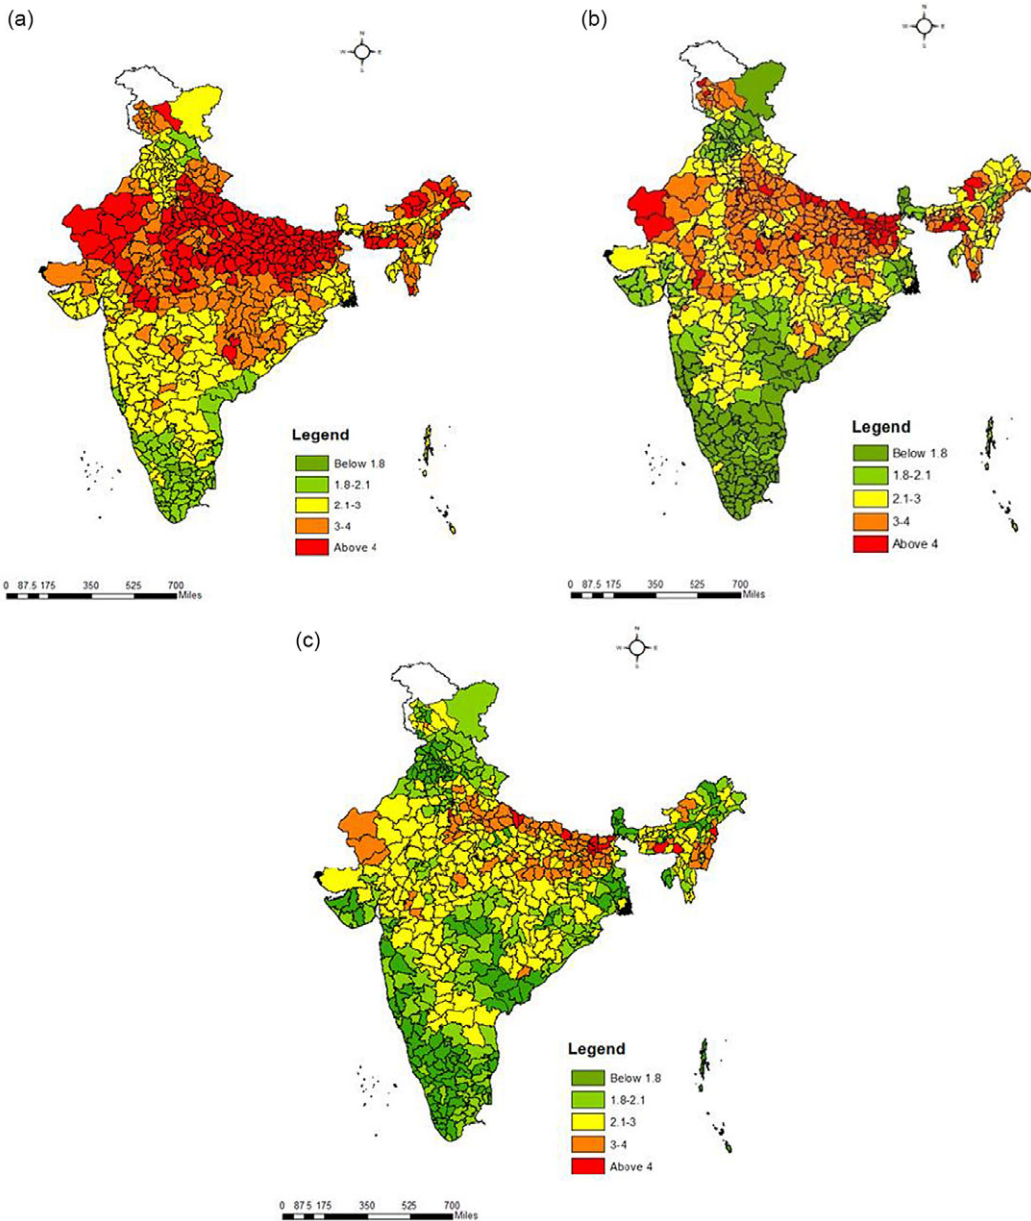 (a)
N
W E
S
Legend
Below 1.8
1.8-2.1
2.1-3
3-4
Above 4
0 87.5 175 350 525 700
Miles
(b)
N
W E
S
Legend
Below 1.8
1.8-2.1
2.1-3
3-4
Above 4
0 87.5 175 350 525 700
Miles
(c)
N
W E
S
Legend
Below 1.8
1.8-2.1
2.1-3
3-4
Above 4
0 87.5 175 350 525 700
Miles